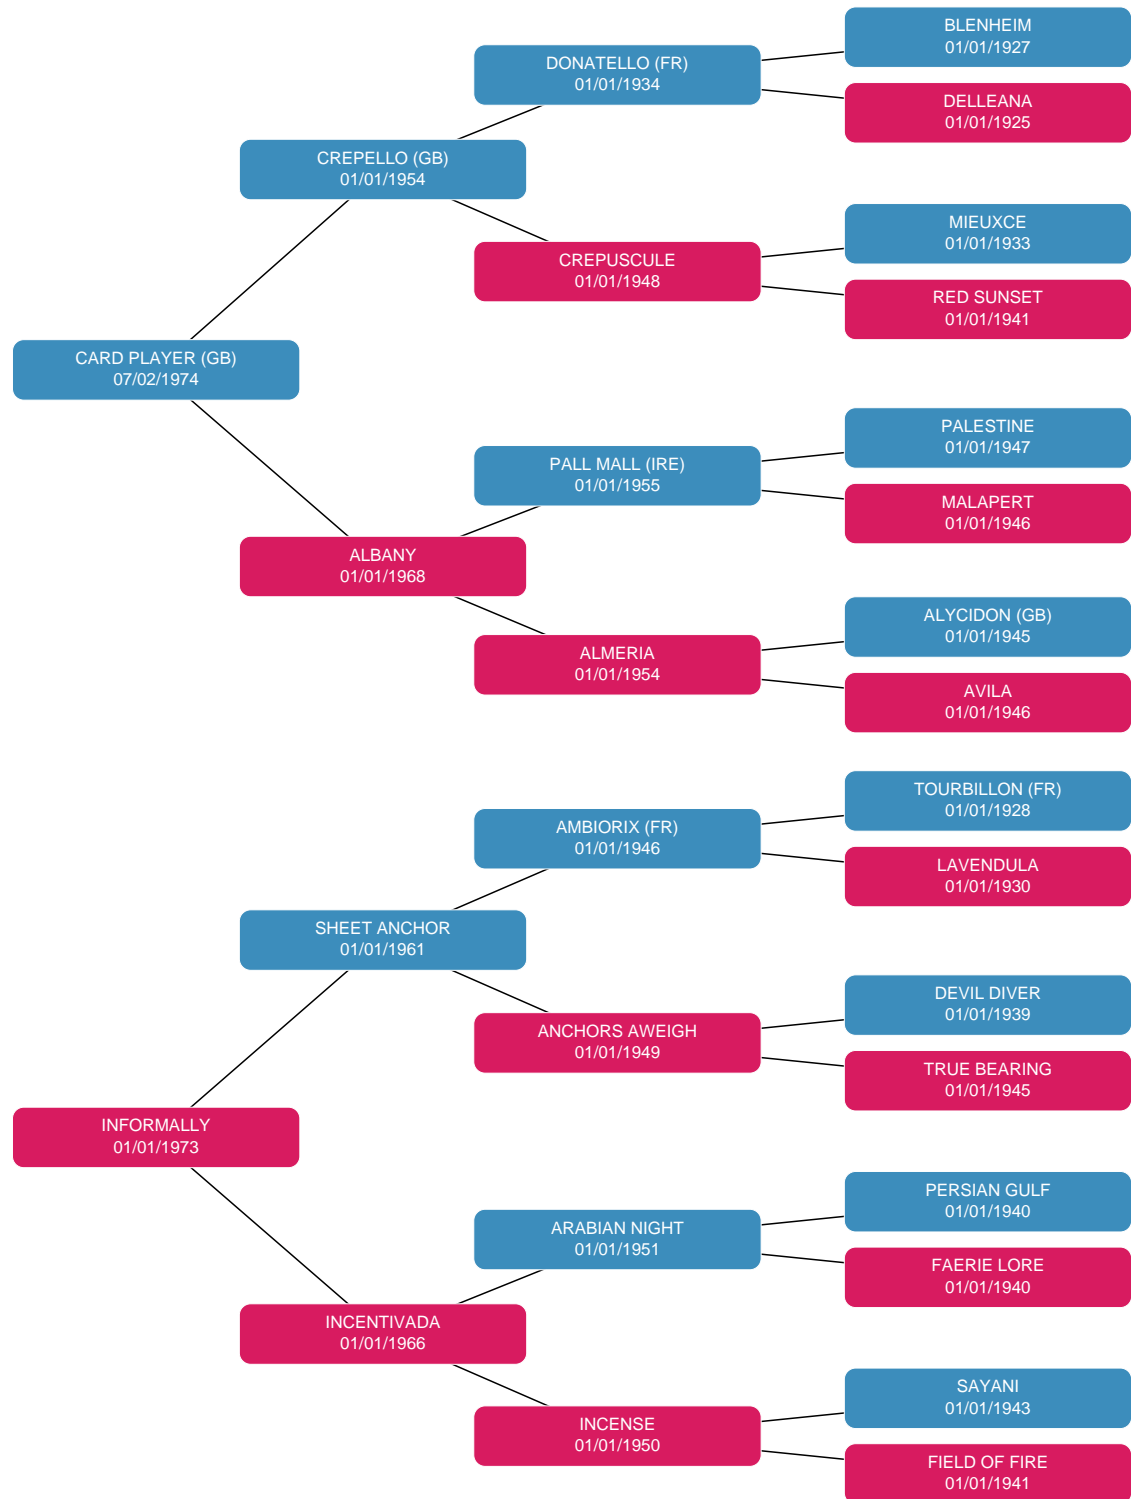 BLENHEIM
01/01/1927
DONATELLO (FR)
01/01/1934
DELLEANA
01/01/1925
CREPELLO (GB)
01/01/1954
MIEUXCE
01/01/1933
CREPUSCULE
01/01/1948
RED SUNSET
01/01/1941
CARD PLAYER (GB)
07/02/1974
PALESTINE
01/01/1947
PALL MALL (IRE)
01/01/1955
MALAPERT
01/01/1946
ALBANY
01/01/1968
ALYCIDON (GB)
01/01/1945
ALMERIA
01/01/1954
AVILA
01/01/1946
TOURBILLON (FR)
01/01/1928
AMBIORIX (FR)
01/01/1946
LAVENDULA
01/01/1930
SHEET ANCHOR
01/01/1961
DEVIL DIVER
01/01/1939
ANCHORS AWEIGH
01/01/1949
TRUE BEARING
01/01/1945
INFORMALLY
01/01/1973
PERSIAN GULF
01/01/1940
ARABIAN NIGHT
01/01/1951
FAERIE LORE
01/01/1940
INCENTIVADA
01/01/1966
SAYANI
01/01/1943
INCENSE
01/01/1950
FIELD OF FIRE
01/01/1941